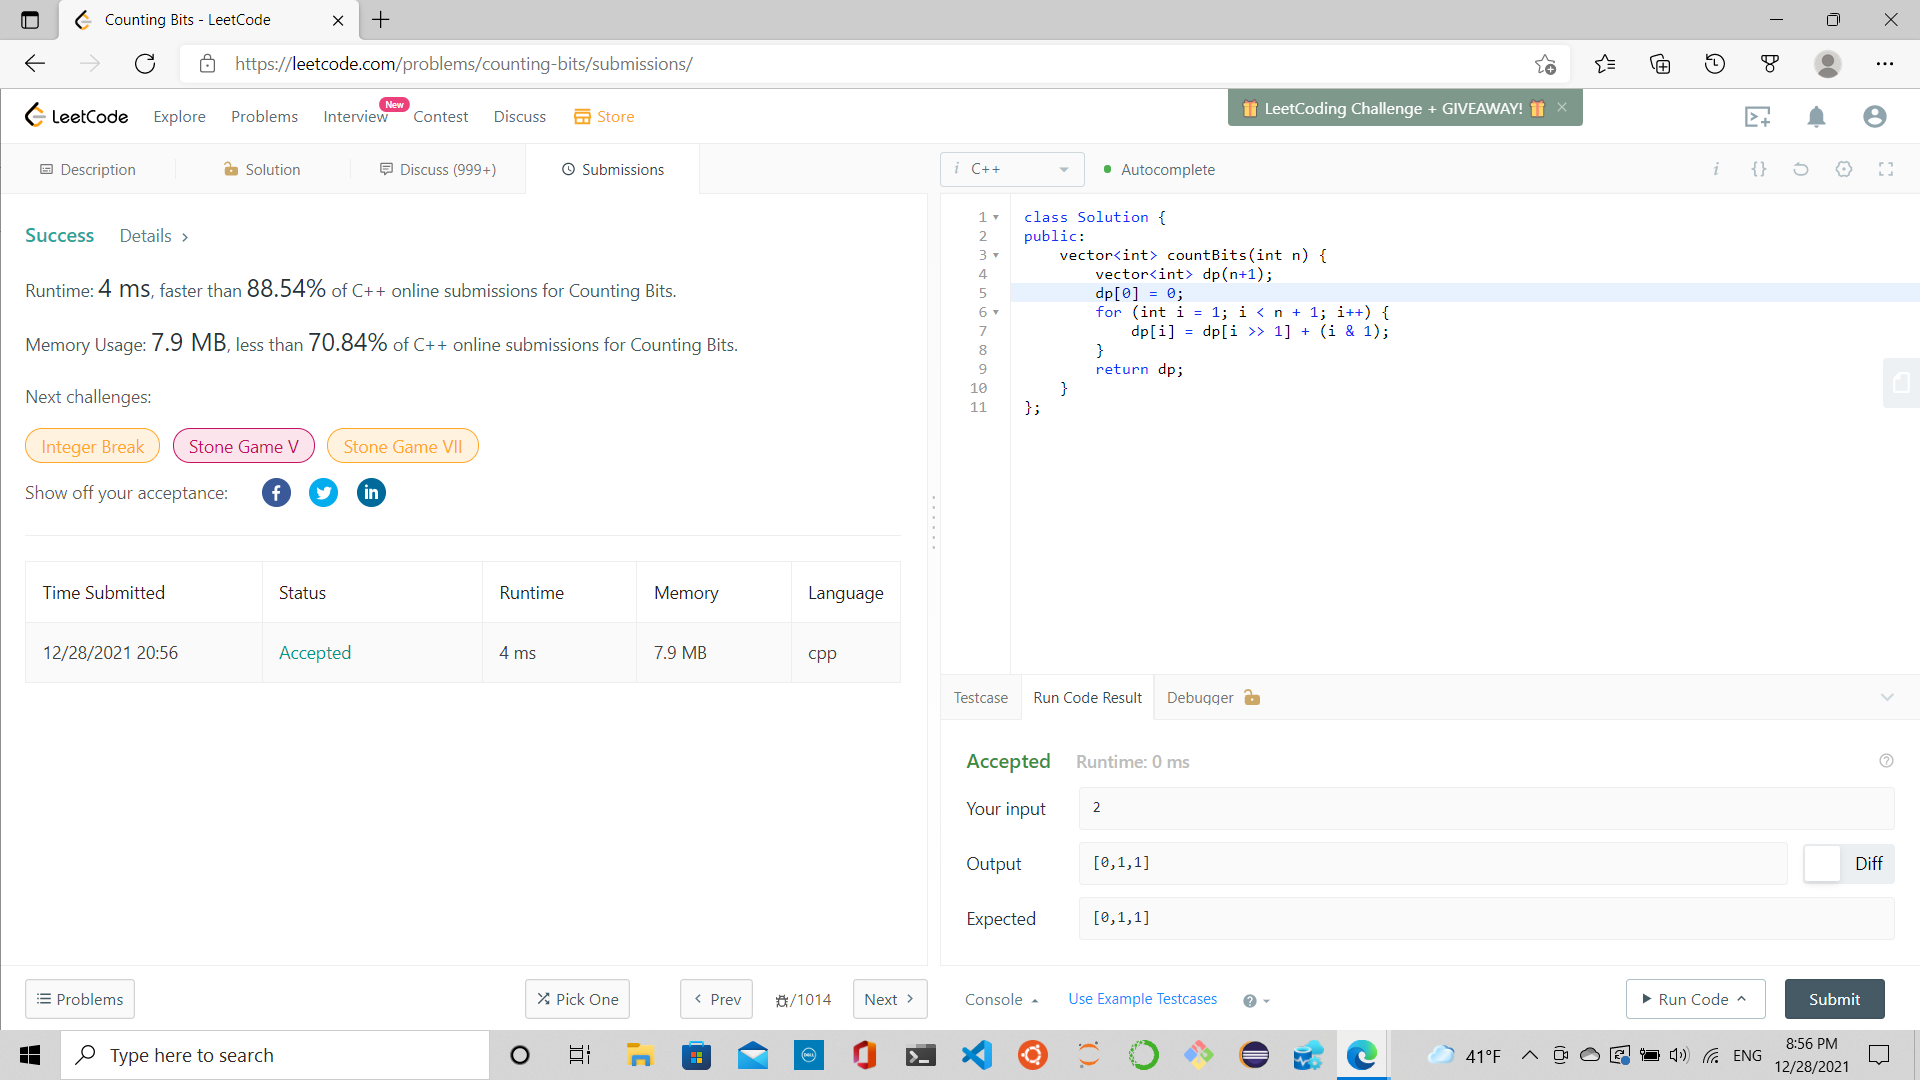 Counting Bits - LeetCode
https://leetcode.com/problems/counting-bits/submissions/
LeetCode
Explore
Problems
Interview
New
Contest
Discuss
Store
LeetCoding Challenge + GIVEAWAY!
Description
Solution
Discuss (999+)
Submissions
Success
Details
Runtime: 4 ms, faster than 88.54% of C++ online submissions for Counting Bits.
Memory Usage: 7.9 MB, less than 70.84% of C++ online submissions for Counting Bits.
Next challenges:
Integer Break
Stone Game V
Stone Game VII
Show off your acceptance:
Time Submitted
Status
Runtime
Memory
Language
12/28/2021 20:56
Accepted
4 ms
7.9 MB
cpp
Problems
Pick One
Prev
/1014
Next
i C++
Autocomplete
i
{}
1 class Solution {
2 public:
3     vector<int> countBits(int n) {
4         vector<int> dp(n+1);
5         dp[0] = 0;
6         for (int i = 1; i < n + 1; i++) {
7             dp[i] = dp[i >> 1] + (i & 1);
8         }
9         return dp;
10     }
11 };
Testcase
Run Code Result
Debugger
Accepted
Runtime: 0 ms
Your input
2
Output
[0,1,1]
Diff
Expected
[0,1,1]
Console
Use Example Testcases
Run Code
Submit
Type here to search
41°F
ENG
8:56 PM
12/28/2021